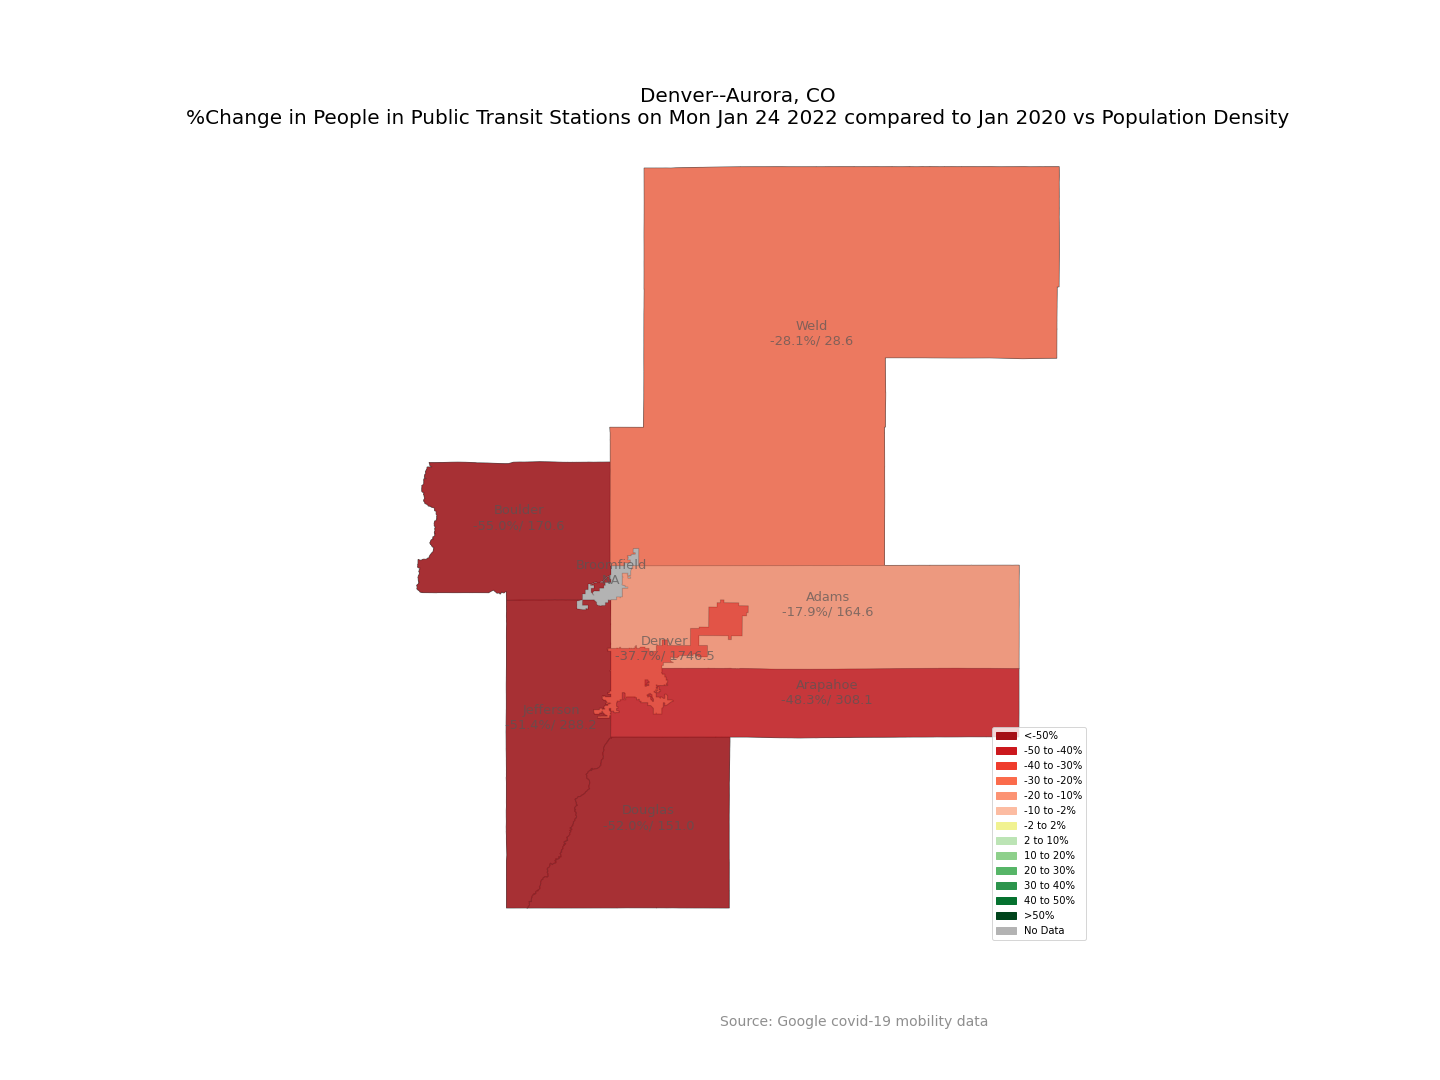 Denver--Aurora, CO
%Change in People in Public Transit Stations on Mon Jan 24 2022 compared to Jan 2020 vs Population Density
Weld
-28.1%/ 28.6
Boulder
Broomfield
Adams
-17.9%/ 164.6
Denver
-37.7%/ 1746.5
Arapahoe
-48.3%/ 308.1
Jefferson
Douglas
<-50%
-50 to -40%
-40 to -30%
-30 to -20%
-20 to -10%
-10 to -2%
-2 to 2%
2 to 10%
10 to 20%
20 to 30%
30 to 40%
40 to 50%
>50%
No Data
Source: Google covid-19 mobility data